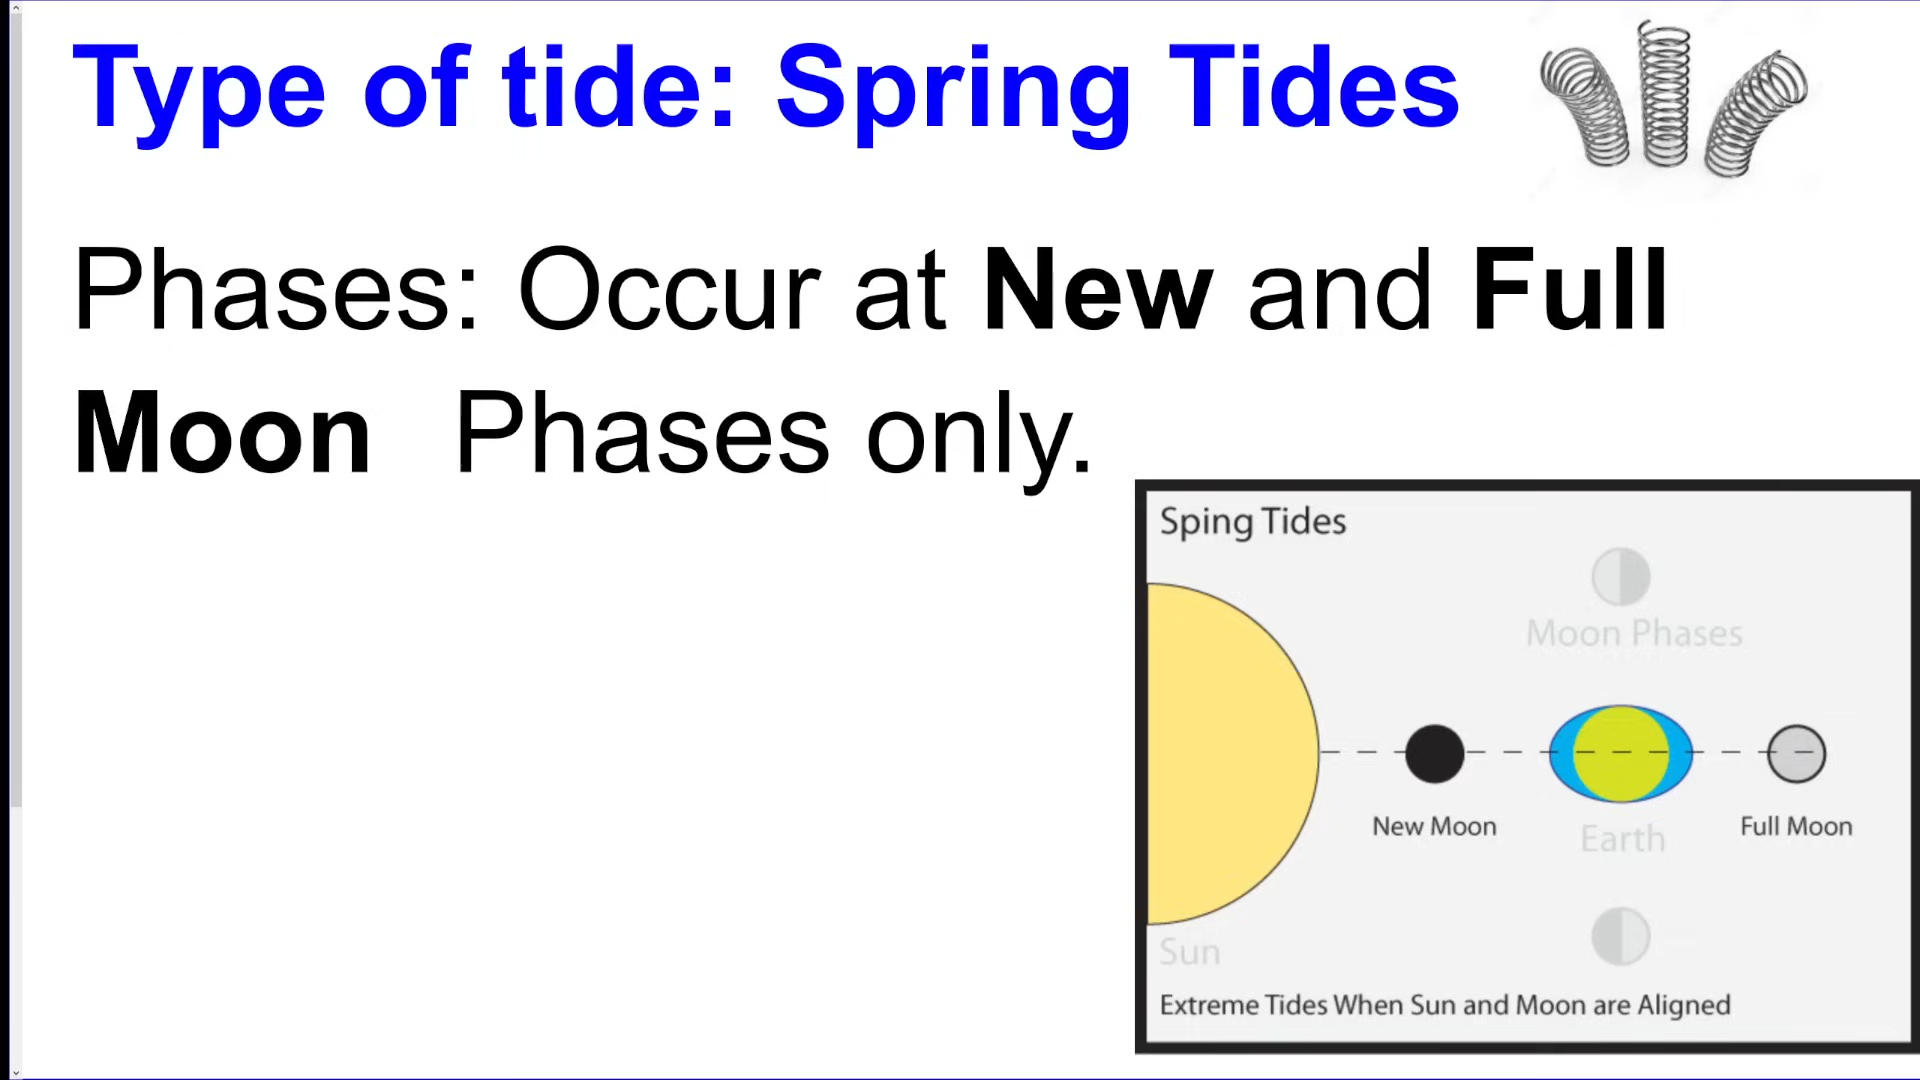 Type of tide: Spring Tides
Phases: Occur at New and Full
Moon Phases only.
Sping Tides
Moon Phases
New Moon
Earth
Full Moon
Sun
Extreme Tides When Sun and Moon are Aligned